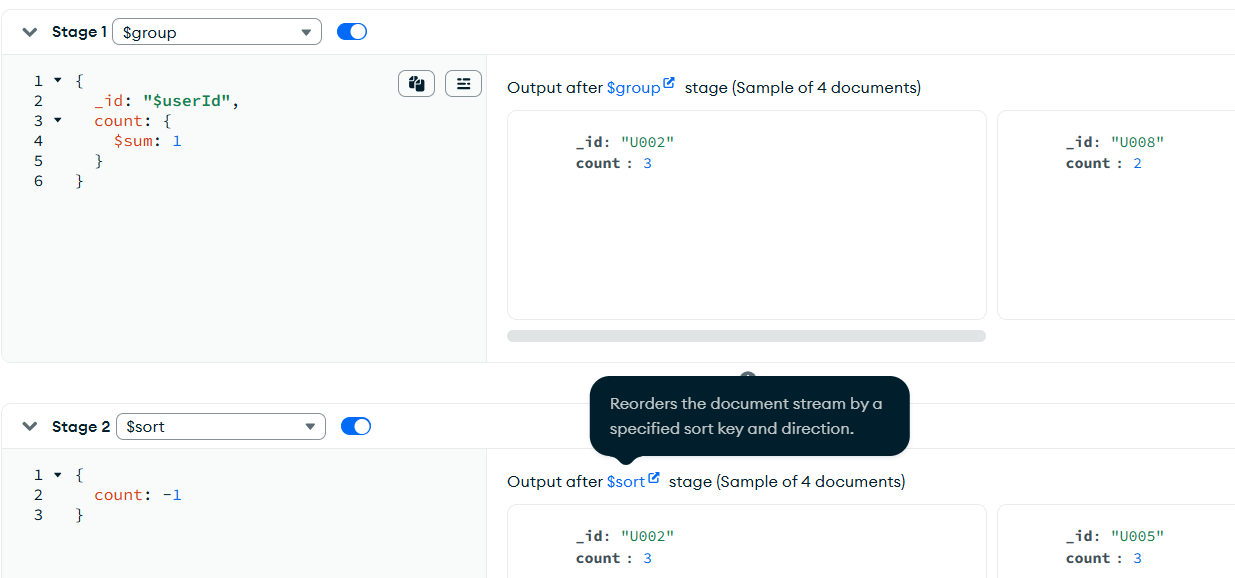 Stage 1 $group
1 {
2 _id: "$userId",
3 count: {
4 $sum: 1
5 }
6 }
Output after $group stage (Sample of 4 documents)
_id: "U002"
count : 3
_id: "U008"
count : 2
Stage 2 $sort
1 {
2 count: -1
3 }
Reorders the document stream by a
specified sort key and direction.
Output after $sort stage (Sample of 4 documents)
_id: "U002"
count : 3
_id: "U005"
count : 3